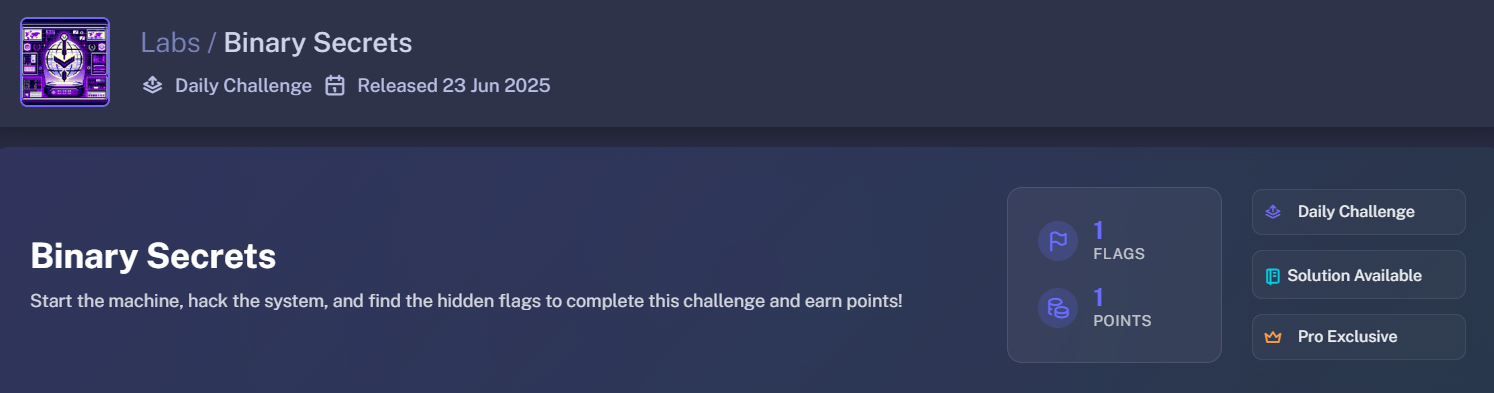 Labs / Binary Secrets
Daily Challenge Released 23 Jun 2025
Binary Secrets
Start the machine, hack the system, and find the hidden flags to complete this challenge and earn points!
1
FLAGS
1
POINTS
Daily Challenge
Solution Available
Pro Exclusive